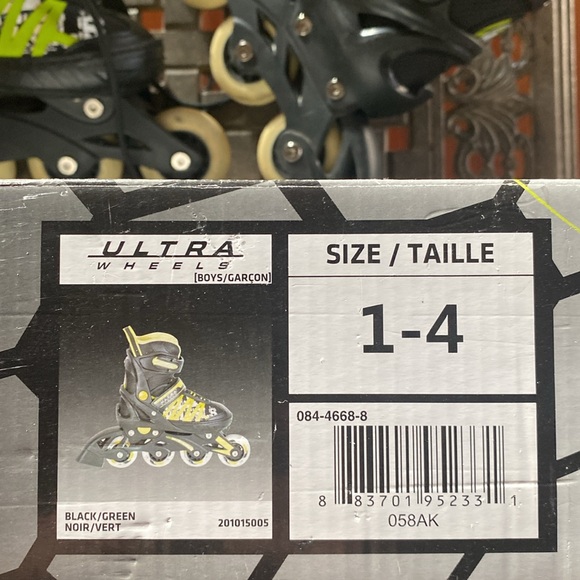 ULTRA
WHEELS
[BOYS/GARÇON]
BLACK/GREEN
NOIR/VERT
201015005
SIZE / TAILLE
1-4
084-4668-8
8 83701 95233 1
058AK